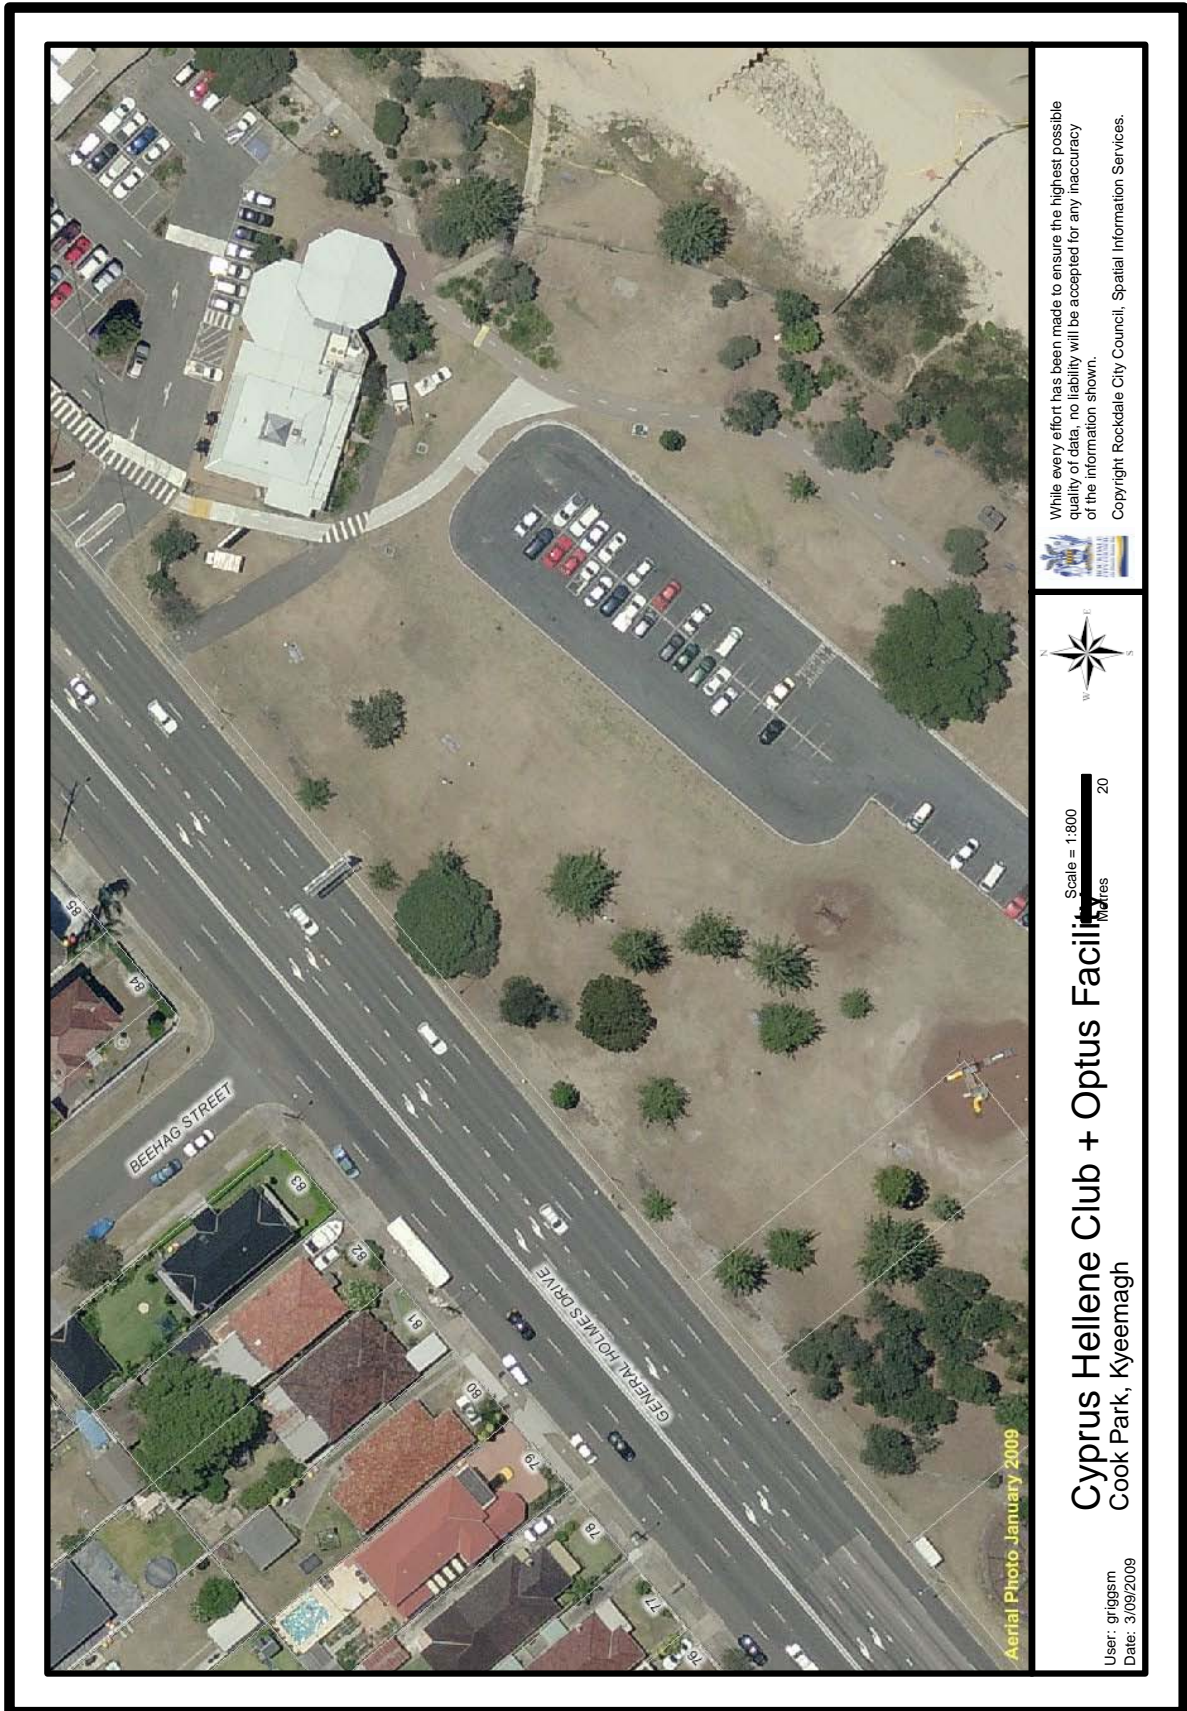 85
84
BEEHAG STREET
83
82
81
80
79
78
77
76
GENERAL HOLMES DRIVE
Aerial Photo January 2009
User: griggsm
Date: 3/09/2009
Cyprus Hellene Club + Optus Facility
Cook Park, Kyeemagh
Scale = 1:800
Metres
20
N
E
S
W
While every effort has been made to ensure the highest possible
quality of data, no liability will be accepted for any inaccuracy
of the information shown.
Copyright Rockdale City Council, Spatial Information Services.